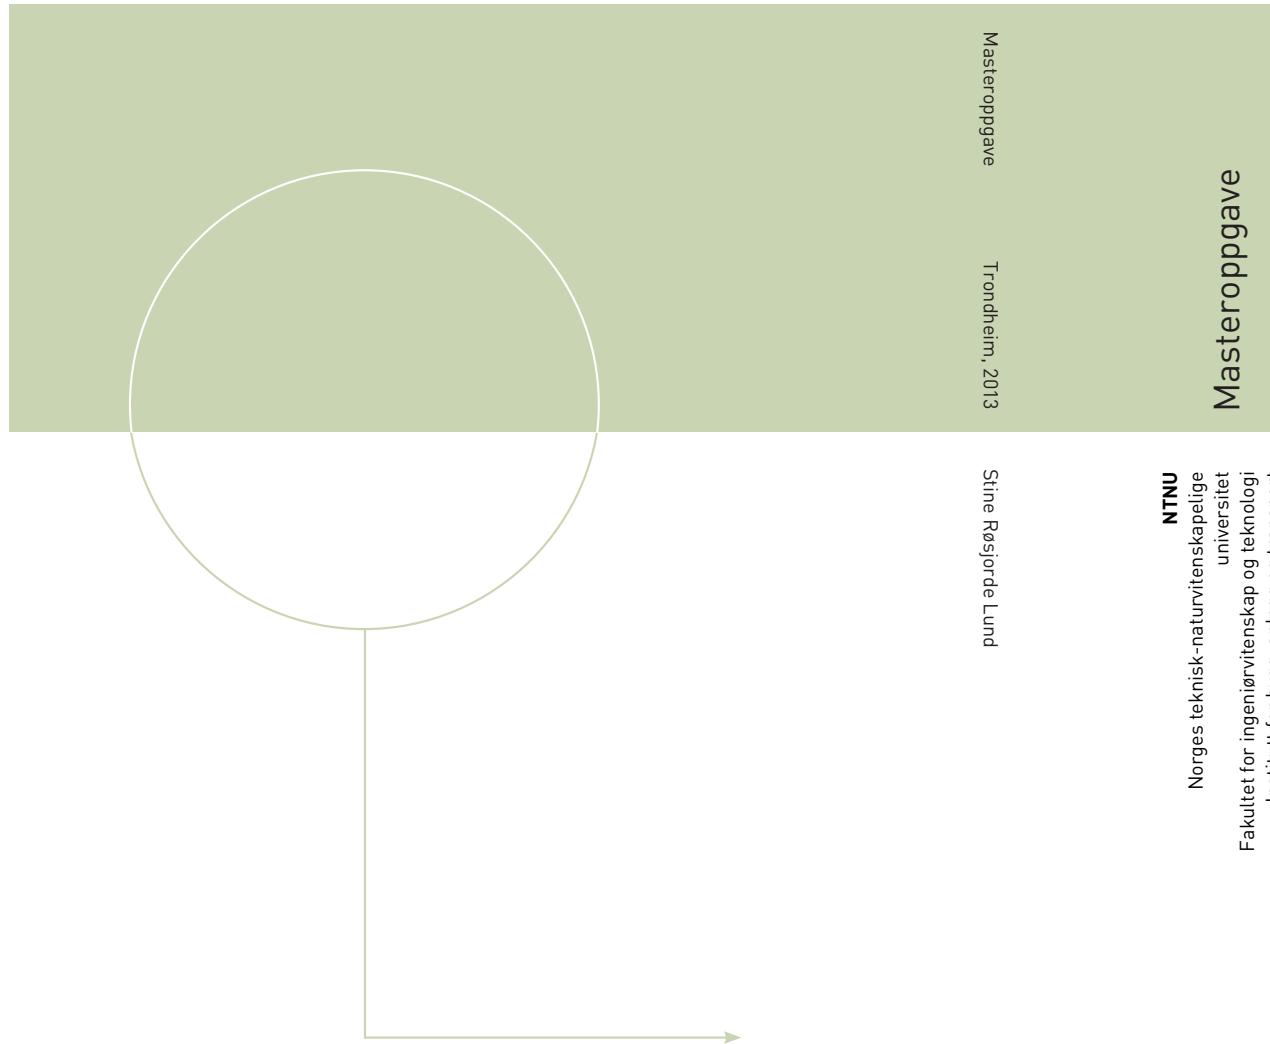 Masteroppgave
Trondheim, 2013
Stine Røsjorde Lund
Masteroppgave
NTNU
Norges teknisk-naturvitenskapelige
universitet
Fakultet for ingeniørvitenskap og teknologi